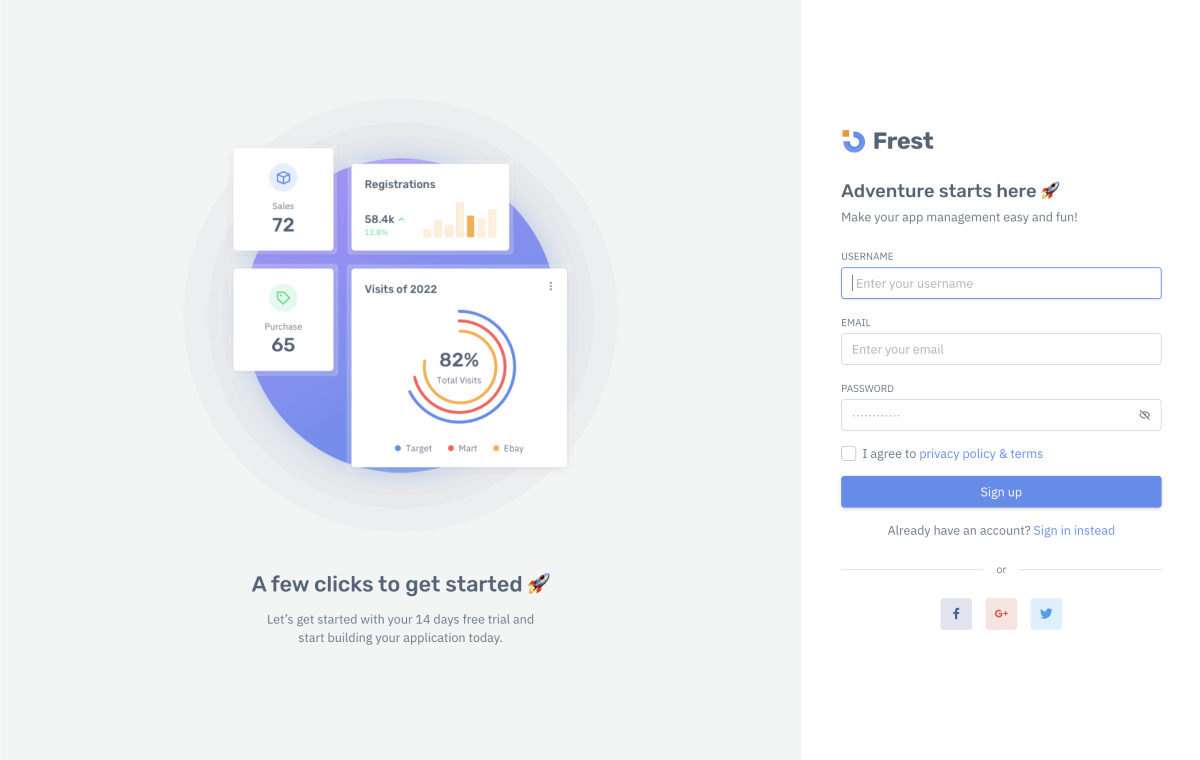 Sales
72
Registrations
58.4k
12.8%
Purchase
65
Visits of 2022
82%
Total Visits
Target Mart Ebay
A few clicks to get started 🚀
Let’s get started with your 14 days free trial and
start building your application today.
Frest
Adventure starts here 🚀
Make your app management easy and fun!
USERNAME
Enter your username
EMAIL
Enter your email
PASSWORD
············
I agree to privacy policy & terms
Sign up
Already have an account? Sign in instead
or
f G+